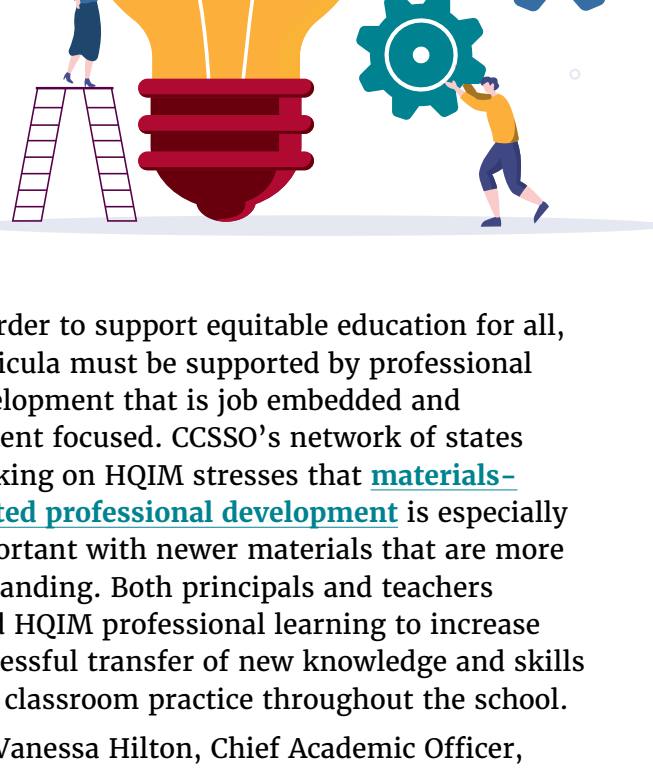 rder to support equitable education for all,
icula must be supported by professional
elopment that is job embedded and
ent focused. CCSSO’s network of states
king on HQIM stresses that materials-
ted professional development is especially
ortant with newer materials that are more
anding. Both principals and teachers
HQIM professional learning to increase
essful transfer of new knowledge and skills
classroom practice throughout the school.
Vanessa Hilton, Chief Academic Officer,